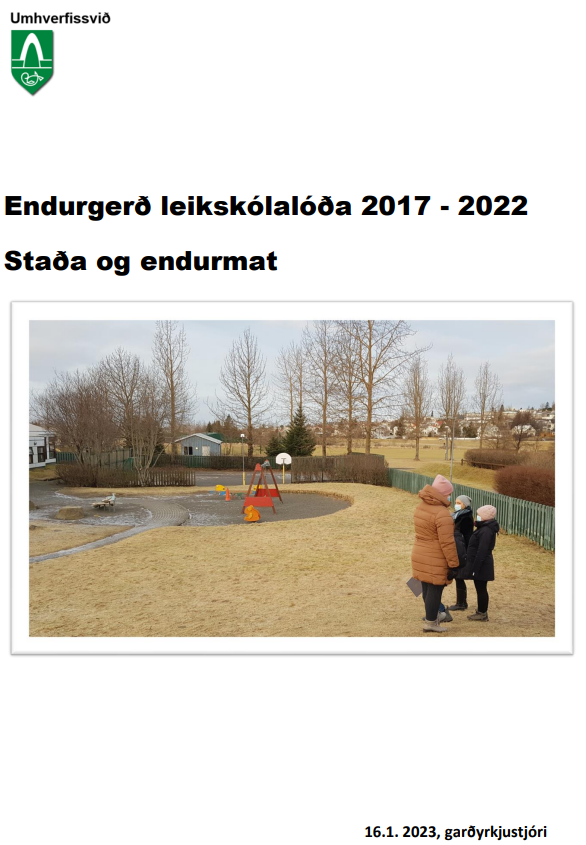 Umhverfissvið
Endurgerð leikskólalóða 2017 - 2022
Staða og endurmat
16.1. 2023, garðyrkjustjóri